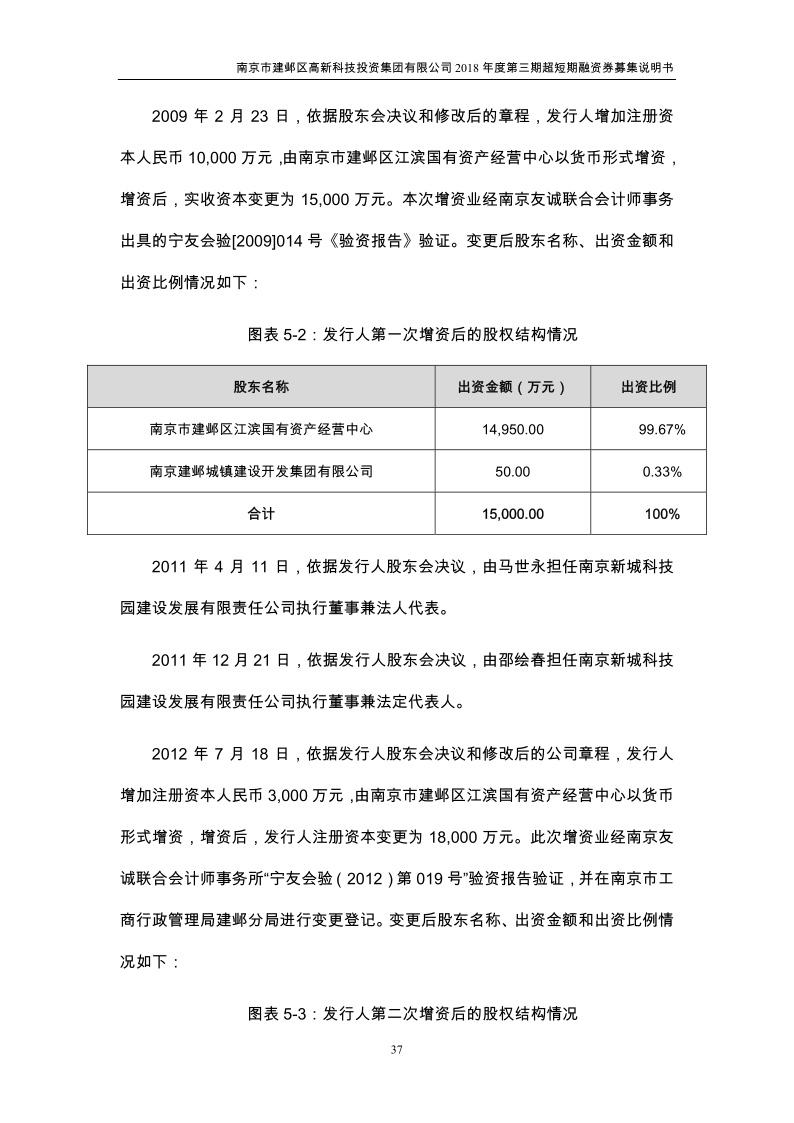 南京市建邺区高新科技投资集团有限公司 2018 年度第三期超短期融资券募集说明书
2009 年 2 月 23 日，依据股东会决议和修改后的章程，发行人增加注册资
本人民币 10,000 万元，由南京市建邺区江滨国有资产经营中心以货币形式增资，
增资后，实收资本变更为 15,000 万元。本次增资业经南京友诚联合会计师事务
出具的宁友会验[2009]014 号《验资报告》验证。变更后股东名称、出资金额和
出资比例情况如下：
图表 5-2：发行人第一次增资后的股权结构情况
股东名称 出资金额（万元） 出资比例
南京市建邺区江滨国有资产经营中心 14,950.00 99.67%
南京建邺城镇建设开发集团有限公司 50.00 0.33%
合计 15,000.00 100%
2011 年 4 月 11 日，依据发行人股东会决议，由马世永担任南京新城科技
园建设发展有限责任公司执行董事兼法人代表。
2011 年 12 月 21 日，依据发行人股东会决议，由邵绘春担任南京新城科技
园建设发展有限责任公司执行董事兼法定代表人。
2012 年 7 月 18 日，依据发行人股东会决议和修改后的公司章程，发行人
增加注册资本人民币 3,000 万元，由南京市建邺区江滨国有资产经营中心以货币
形式增资，增资后，发行人注册资本变更为 18,000 万元。此次增资业经南京友
诚联合会计师事务所“宁友会验（2012）第 019 号”验资报告验证，并在南京市工
商行政管理局建邺分局进行变更登记。变更后股东名称、出资金额和出资比例情
况如下：
图表 5-3：发行人第二次增资后的股权结构情况
37